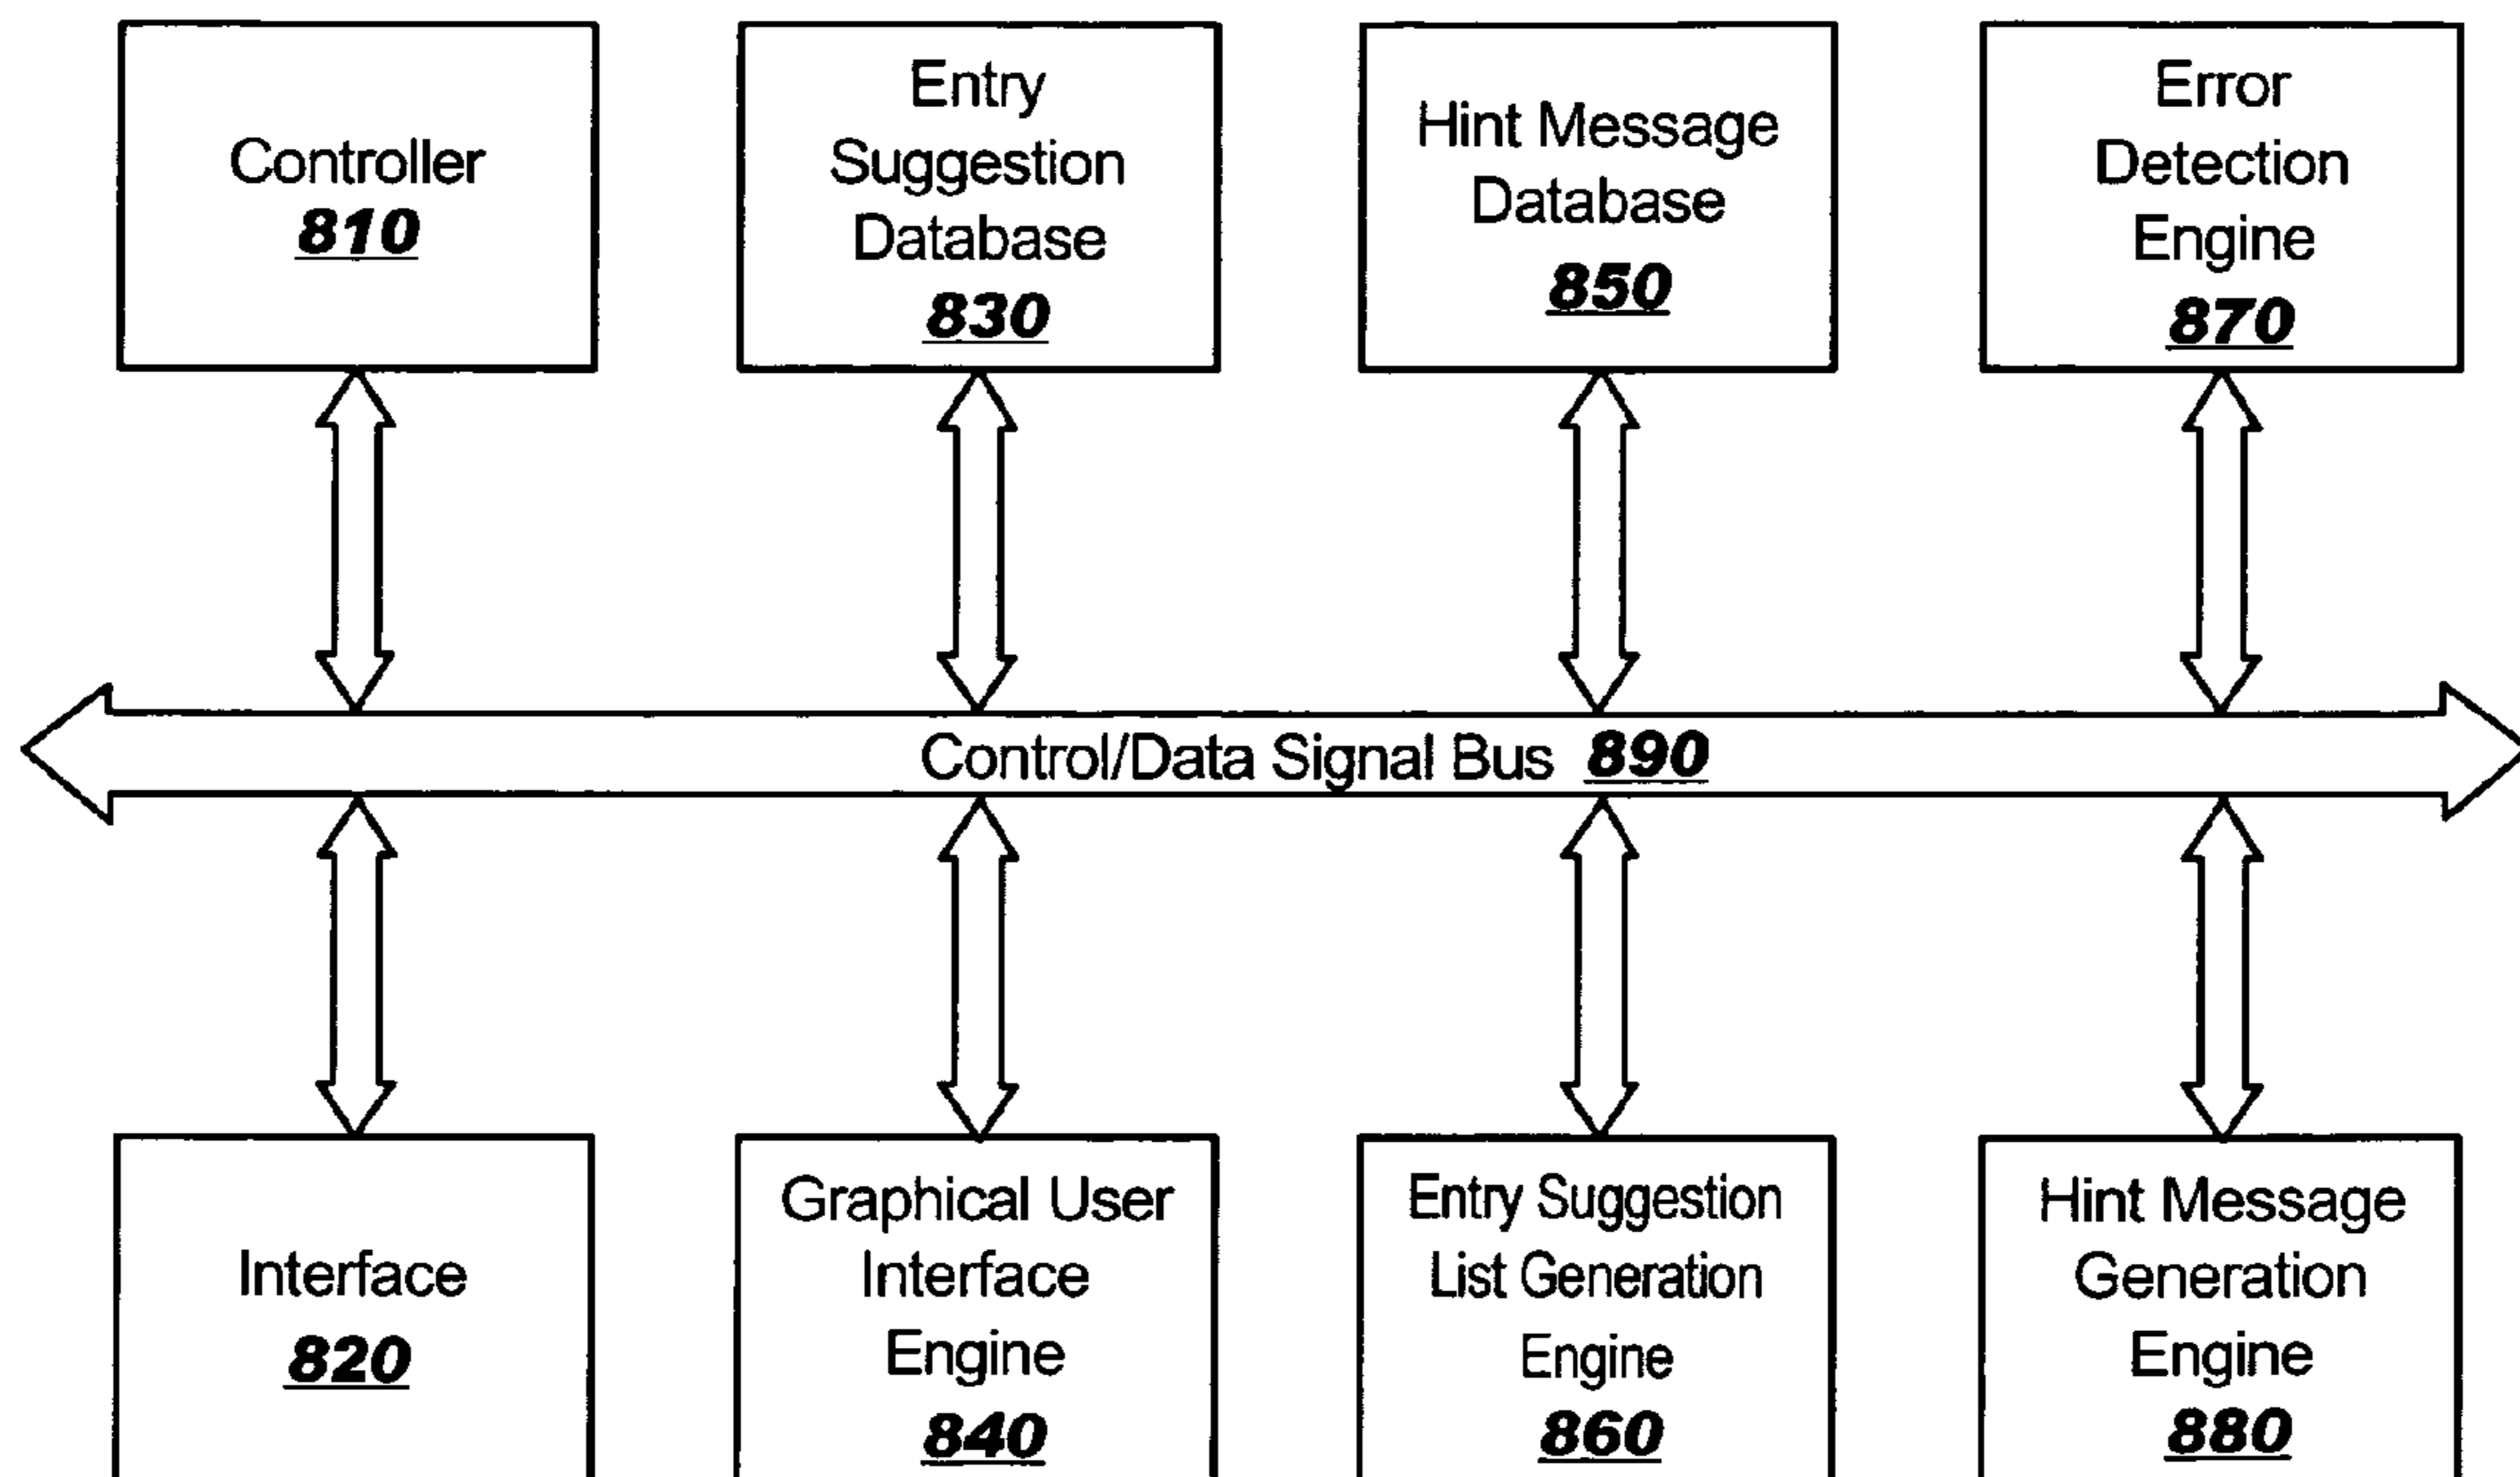 Controller
810
Entry
Suggestion
Database
830
Hint Message
Database
850
Error
Detection
Engine
870
Control/Data Signal Bus 890
Interface
820
Graphical User
Interface
Engine
840
Entry Suggestion
List Generation
Engine
860
Hint Message
Generation
Engine
880